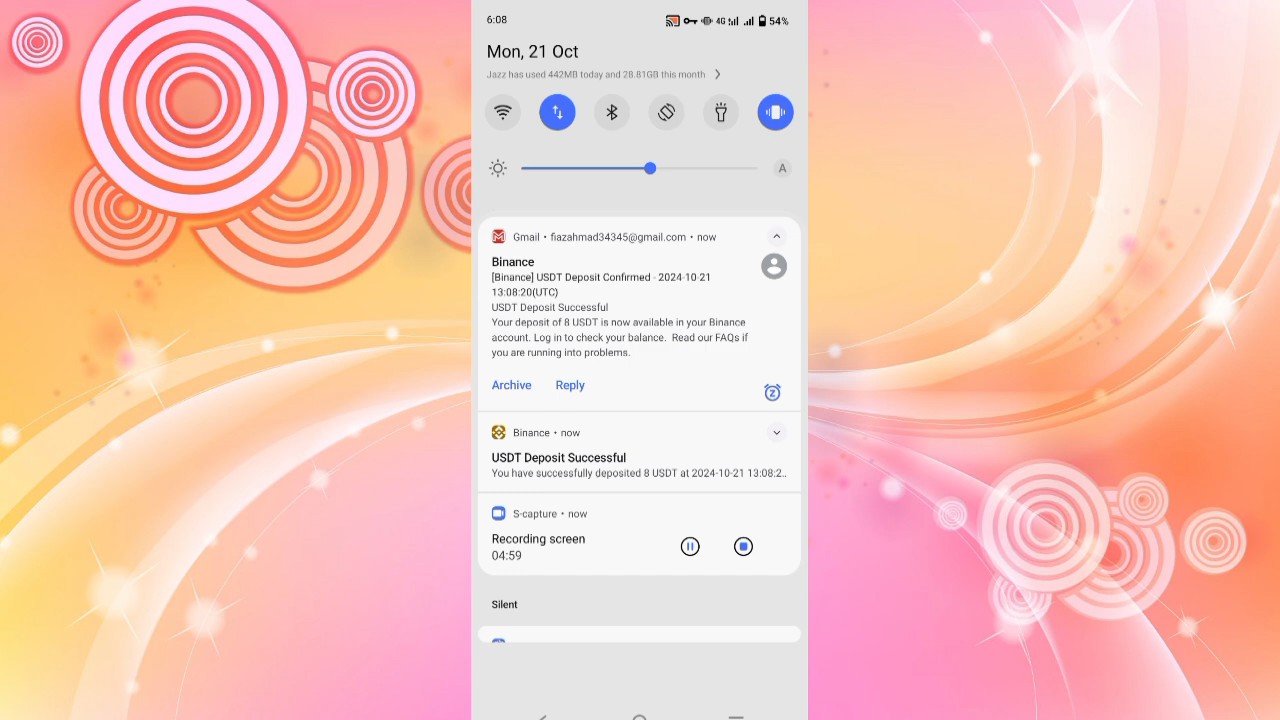 6:08
4G
54%
Mon, 21 Oct
Jazz has used 442MB today and 28.81GB this month
A
Gmail • fiazahmad34345@gmail.com • now
Binance
[Binance] USDT Deposit Confirmed - 2024-10-21
13:08:20(UTC)
USDT Deposit Successful
Your deposit of 8 USDT is now available in your Binance
account. Log in to check your balance. Read our FAQs if
you are running into problems.
Archive Reply
Binance • now
USDT Deposit Successful
You have successfully deposited 8 USDT at 2024-10-21 13:08:2..
S-capture • now
Recording screen
04:59
Silent